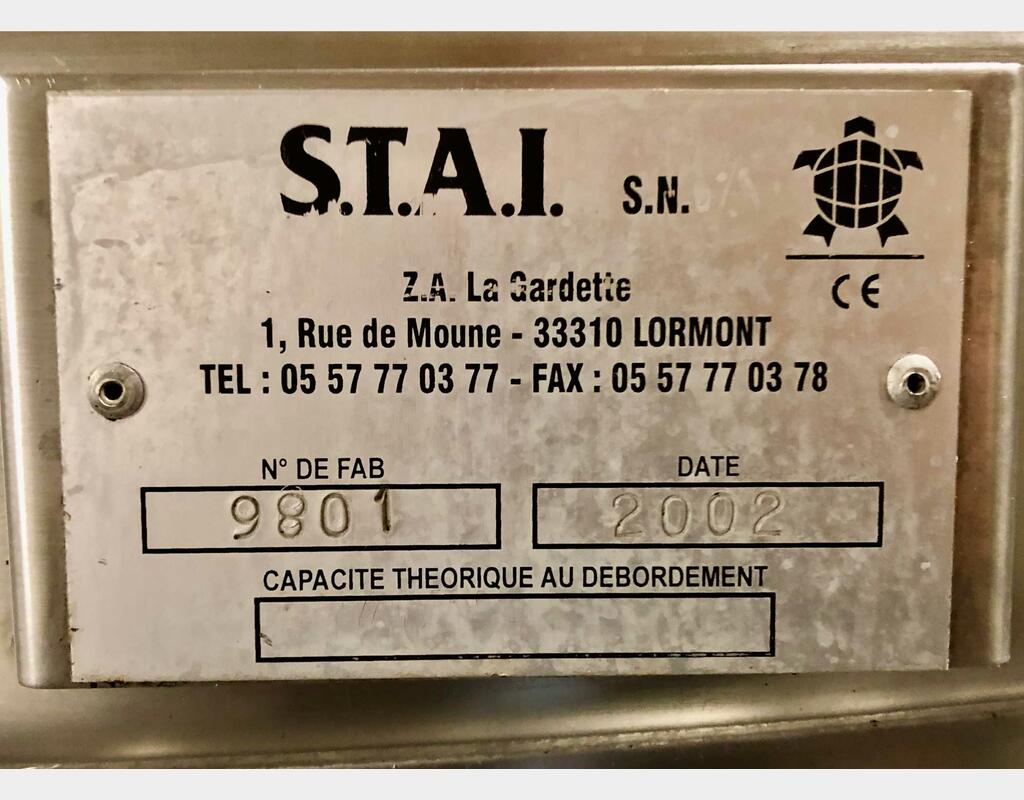 S.T.A.I. S.N.
CE
Z.A. La Gardette
1, Rue de Moune - 33310 LORMONT
TEL : 05 57 77 03 77 - FAX : 05 57 77 03 78
N° DE FAB
DATE
9801
2002
CAPACITE THEORIQUE AU DEBORDEMENT